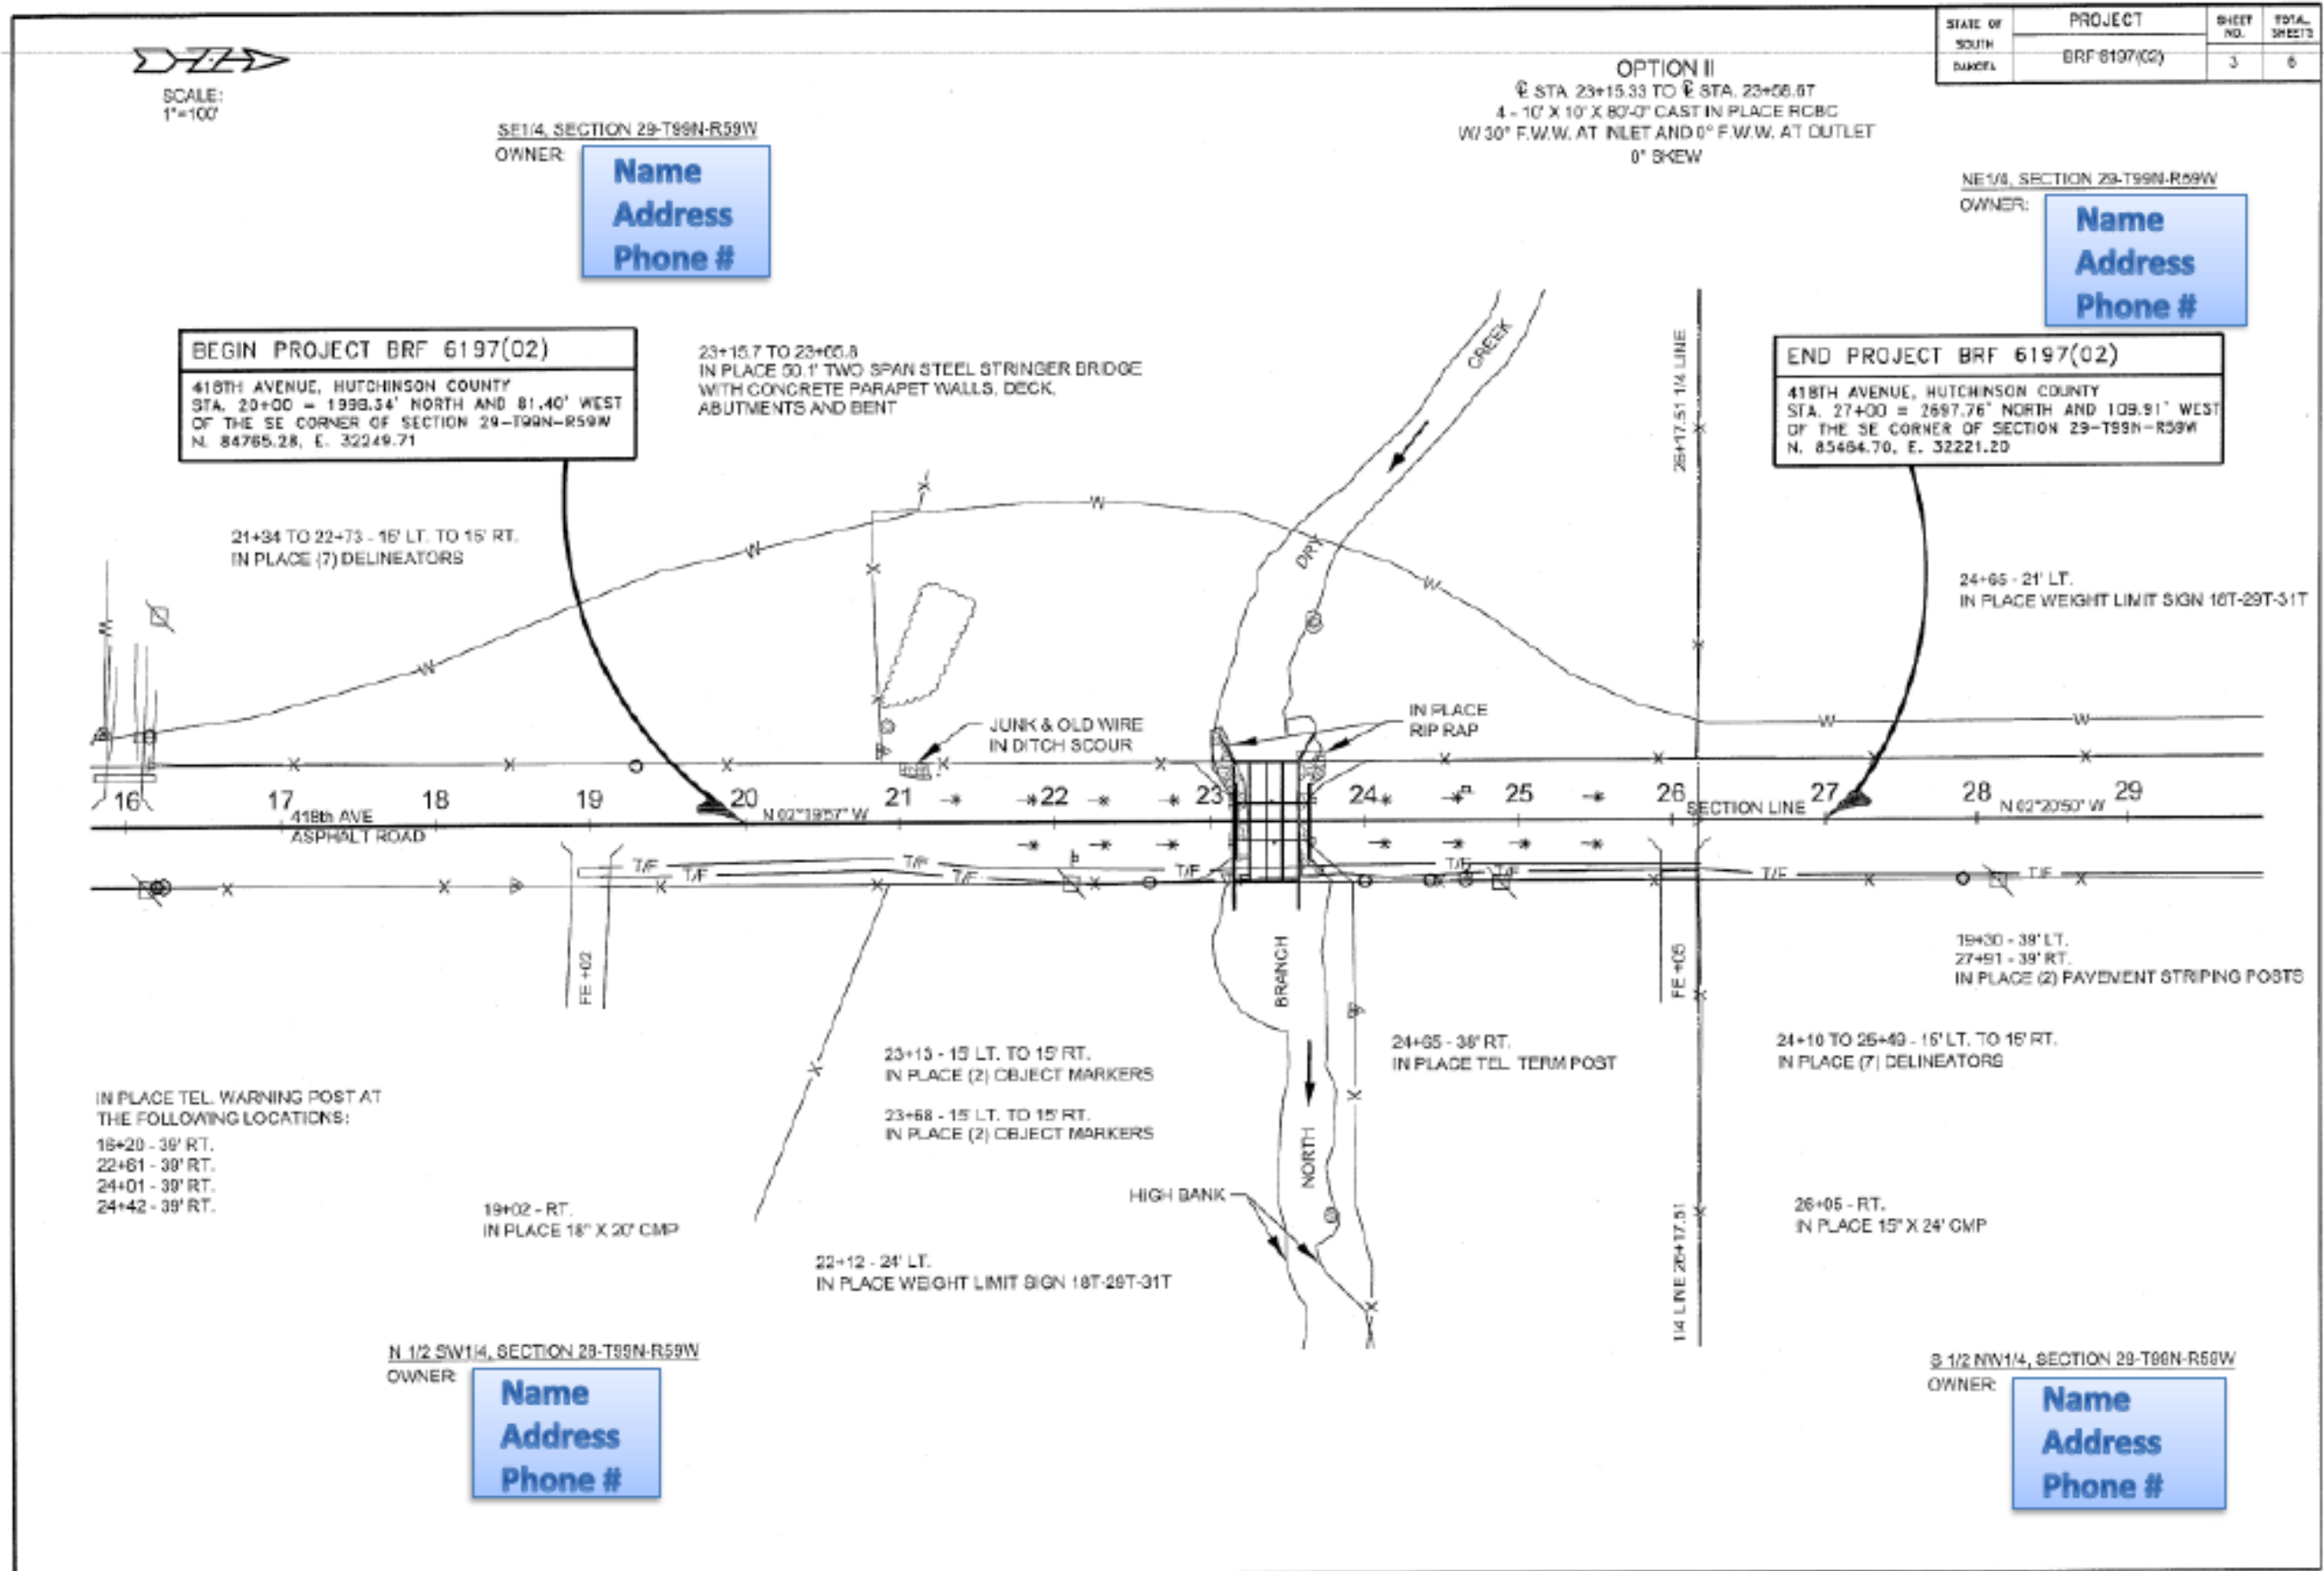 STATE OF SOUTH DAKOTA
PROJECT
BRF 6197(02)
SHEET NO.
3
TOTAL SHEETS
6
SCALE:
1"=100'
OPTION II
℄ STA. 23+15.33 TO ℄ STA. 23+58.67
4 - 10' X 10' X 80'-0" CAST IN PLACE RCBC
W/ 30° F.W.W. AT INLET AND 0° F.W.W. AT OUTLET
0° SKEW
SE1/4, SECTION 29-T99N-R59W
OWNER:
Name
Address
Phone #
NE1/4, SECTION 29-T99N-R59W
OWNER:
Name
Address
Phone #
BEGIN PROJECT BRF 6197(02)
418TH AVENUE, HUTCHINSON COUNTY
STA. 20+00 = 1998.34' NORTH AND 81.40' WEST
OF THE SE CORNER OF SECTION 29-T99N-R59W
N. 84765.28, E. 32249.71
23+15.7 TO 23+65.8
IN PLACE 50.1' TWO SPAN STEEL STRINGER BRIDGE
WITH CONCRETE PARAPET WALLS, DECK,
ABUTMENTS AND BENT
END PROJECT BRF 6197(02)
418TH AVENUE, HUTCHINSON COUNTY
STA. 27+00 = 2697.76' NORTH AND 109.91' WEST
OF THE SE CORNER OF SECTION 29-T99N-R59W
N. 85464.70, E. 32221.20
CREEK
DRY
26+17.51 1/4 LINE
21+34 TO 22+73 - 15' LT. TO 15' RT.
IN PLACE (7) DELINEATORS
24+65 - 21' LT.
IN PLACE WEIGHT LIMIT SIGN 18T-29T-31T
W
W
W
W
W
W
W
JUNK & OLD WIRE
IN DITCH SCOUR
IN PLACE
RIP RAP
16 17 18 19 20 21 22 23 24 25 26 27 28 29
418th AVE
ASPHALT ROAD
N 02°19'57" W
SECTION LINE
N 02°20'50" W
T/F T/F T/F T/F T/F T/F T/F T/F T/F
FE +02
BRANCH
FE +05
19+30 - 39' LT.
27+91 - 39' RT.
IN PLACE (2) PAVEMENT STRIPING POSTS
23+13 - 15' LT. TO 15' RT.
IN PLACE (2) OBJECT MARKERS
24+65 - 38' RT.
IN PLACE TEL. TERM POST
24+10 TO 25+49 - 15' LT. TO 15' RT.
IN PLACE (7) DELINEATORS
IN PLACE TEL. WARNING POST AT
THE FOLLOWING LOCATIONS:
16+20 - 39' RT.
22+61 - 39' RT.
24+01 - 39' RT.
24+42 - 39' RT.
23+68 - 15' LT. TO 15' RT.
IN PLACE (2) OBJECT MARKERS
NORTH
HIGH BANK
19+02 - RT.
IN PLACE 18" X 20' CMP
26+05 - RT.
IN PLACE 15" X 24' CMP
22+12 - 24' LT.
IN PLACE WEIGHT LIMIT SIGN 18T-29T-31T
1/4 LINE 26+17.51
N 1/2 SW1/4, SECTION 28-T99N-R59W
OWNER:
Name
Address
Phone #
S 1/2 NW1/4, SECTION 28-T99N-R59W
OWNER:
Name
Address
Phone #